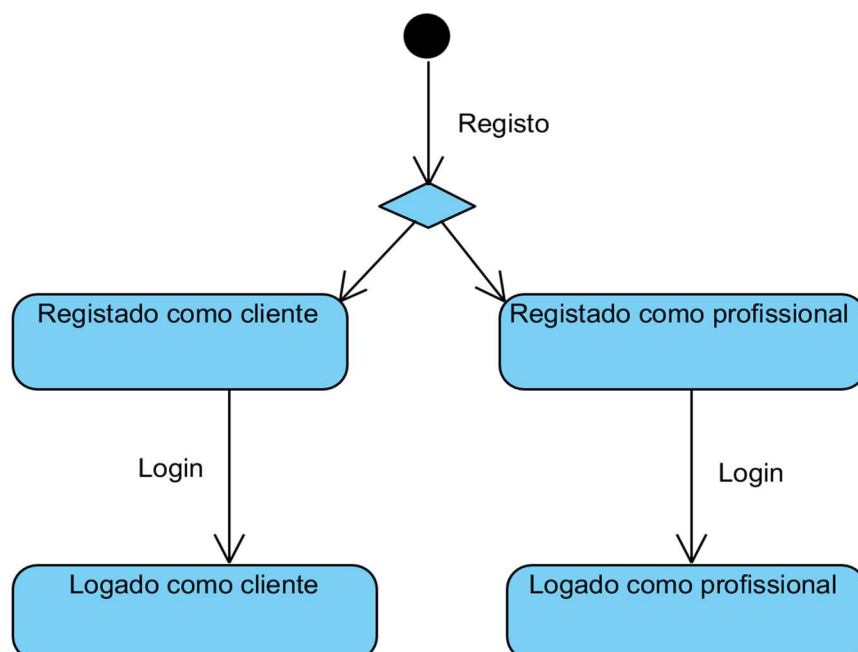 Registo
Registado como cliente
Registado como profissional
Login
Login
Logado como cliente
Logado como profissional